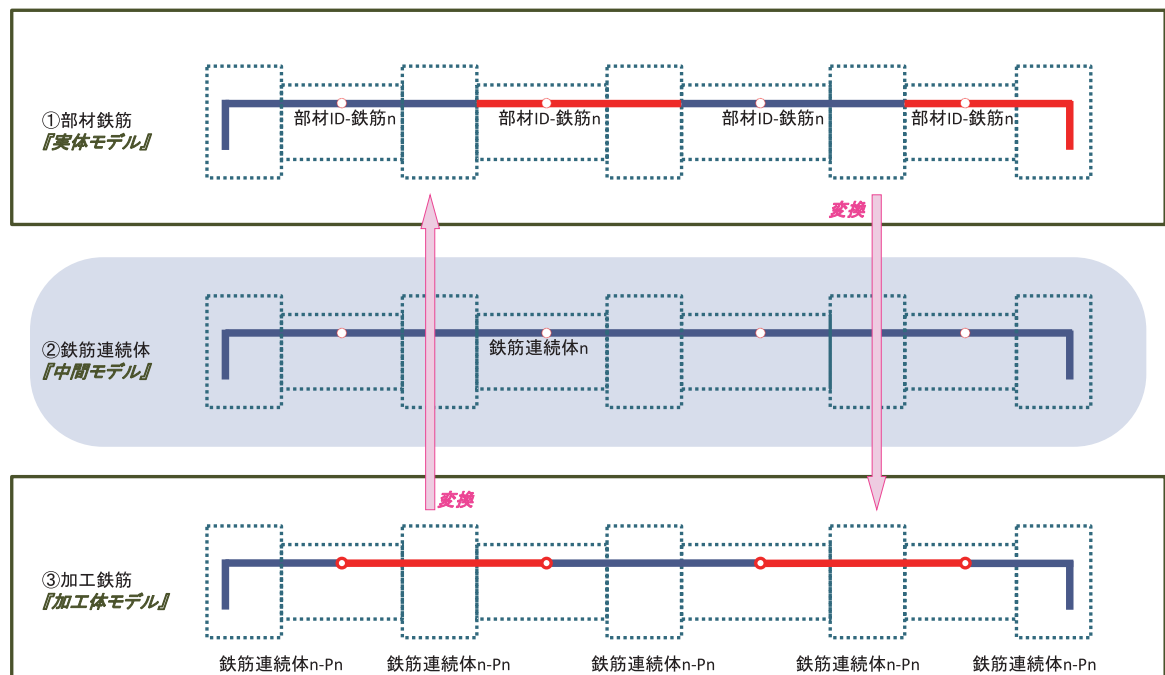 ①部材鉄筋
『実体モデル』
部材ID-鉄筋n
部材ID-鉄筋n
部材ID-鉄筋n
部材ID-鉄筋n
変換
②鉄筋連続体
『中間モデル』
鉄筋連続体n
変換
③加工鉄筋
『加工体モデル』
鉄筋連続体n-Pn
鉄筋連続体n-Pn
鉄筋連続体n-Pn
鉄筋連続体n-Pn
鉄筋連続体n-Pn